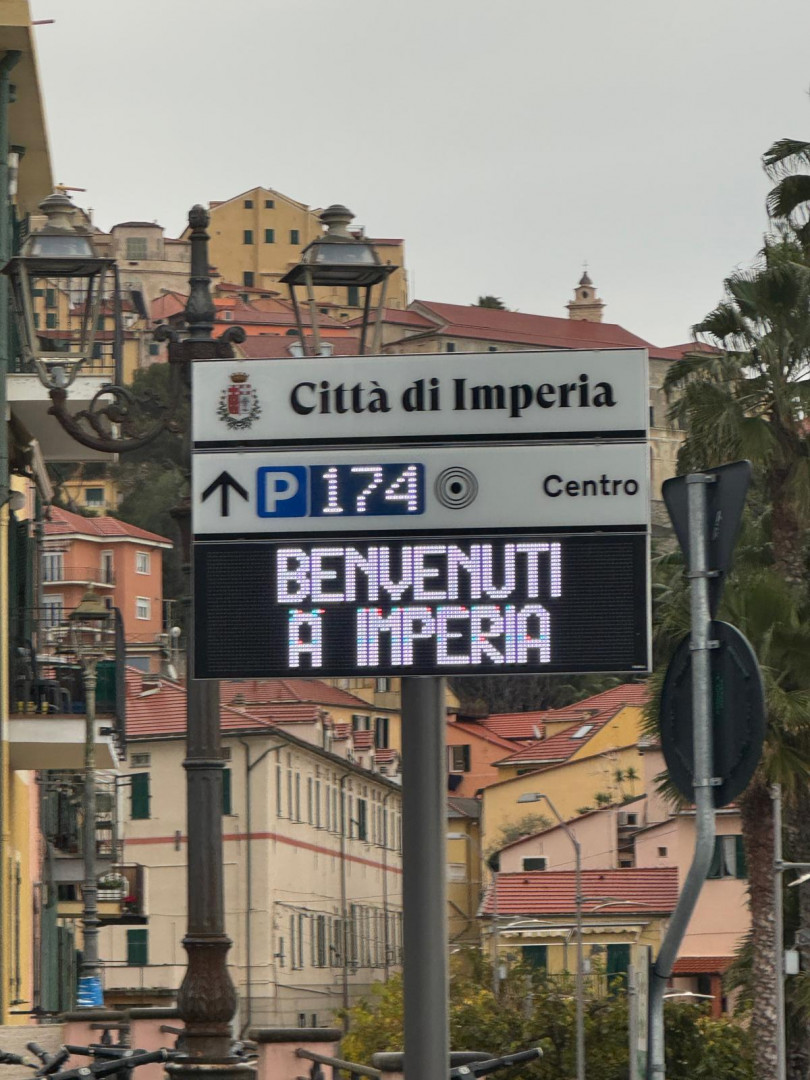 Città di Imperia
P 174 Centro
BENVENUTI
A IMPERIA